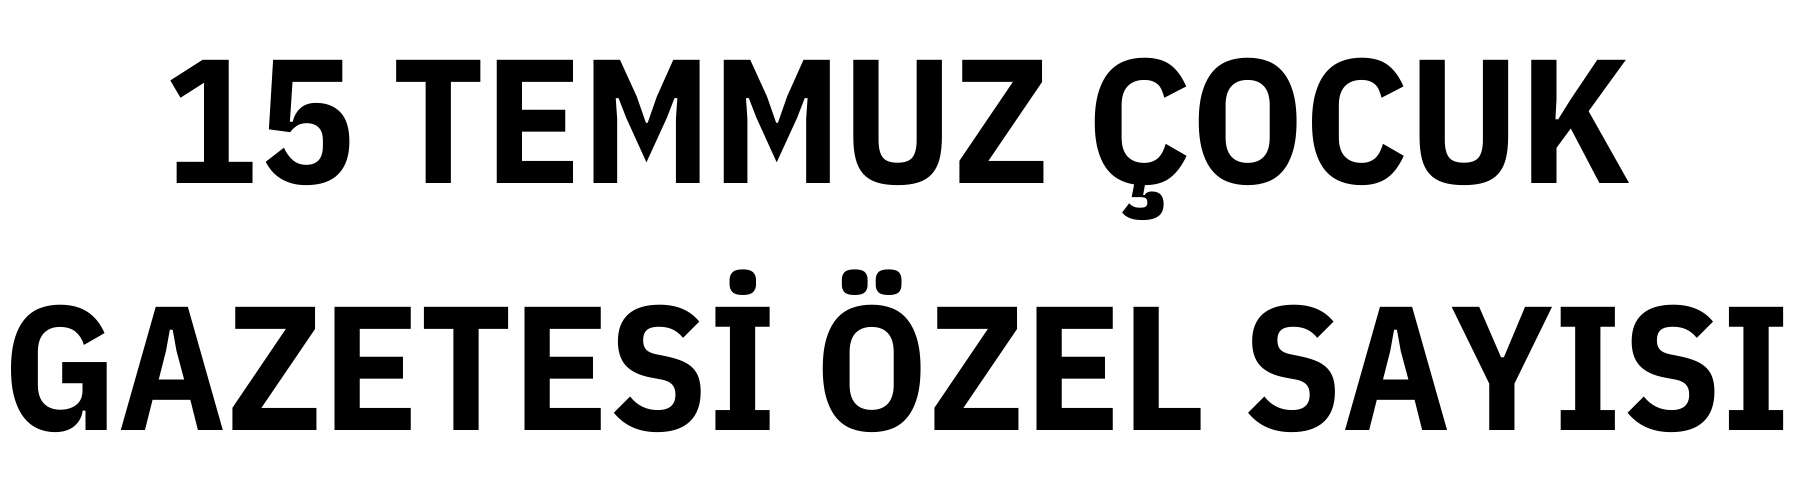 15 TEMMUZ ÇOCUK
GAZETESİ ÖZEL SAYISI